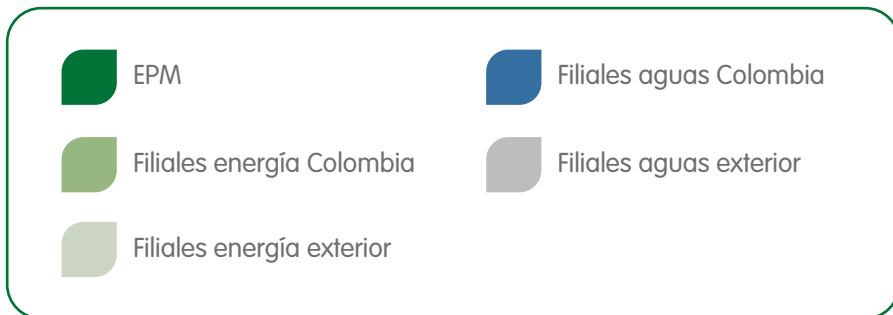 EPM
Filiales energía Colombia
Filiales energía exterior
Filiales aguas Colombia
Filiales aguas exterior